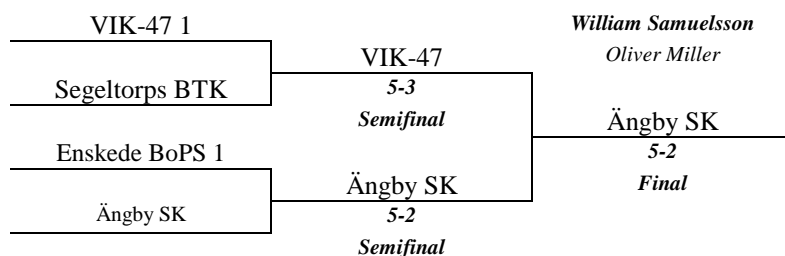 VIK-47 1
William Samuelsson
VIK-47
Oliver Miller
Segeltorps BTK
5-3
Semifinal
Ängby SK
Enskede BoPS 1
5-2
Final
Ängby SK
Ängby SK
5-2
Semifinal